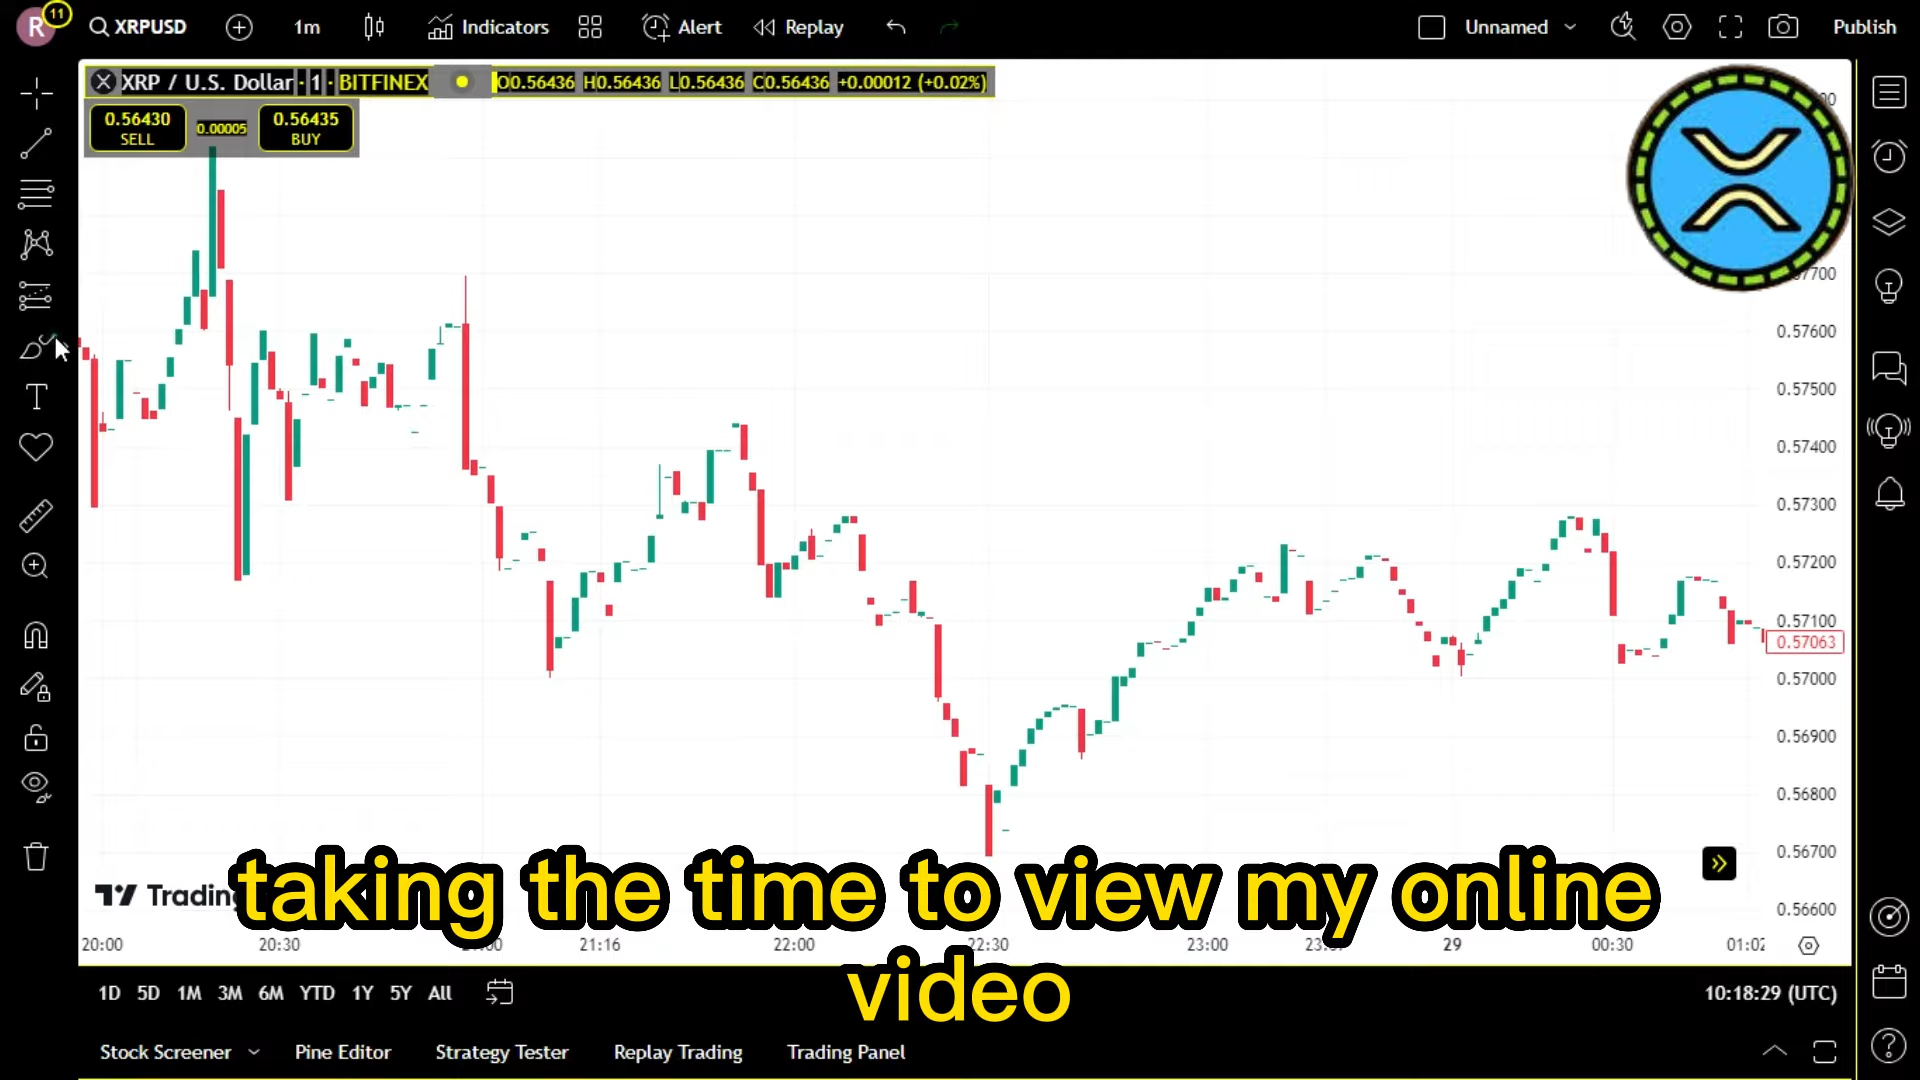 R 11 XRPUSD 1m Indicators Alert Replay Unnamed Publish
XRP / U.S. Dollar · 1 · BITFINEX O0.56436 H0.56436 L0.56436 C0.56436 +0.00012 (+0.02%)
0.56430 SELL 0.00005 0.56435 BUY
0.57600
0.57500
0.57400
0.57300
0.57200
0.57100
0.57063
0.57000
0.56900
0.56800
0.56700
0.56600
taking the time to view my online
video
20:00 20:30 21:16 22:00 22:30 23:00 29 00:30
1D 5D 1M 3M 6M YTD 1Y 5Y All 10:18:29 (UTC)
Stock Screener Pine Editor Strategy Tester Replay Trading Trading Panel